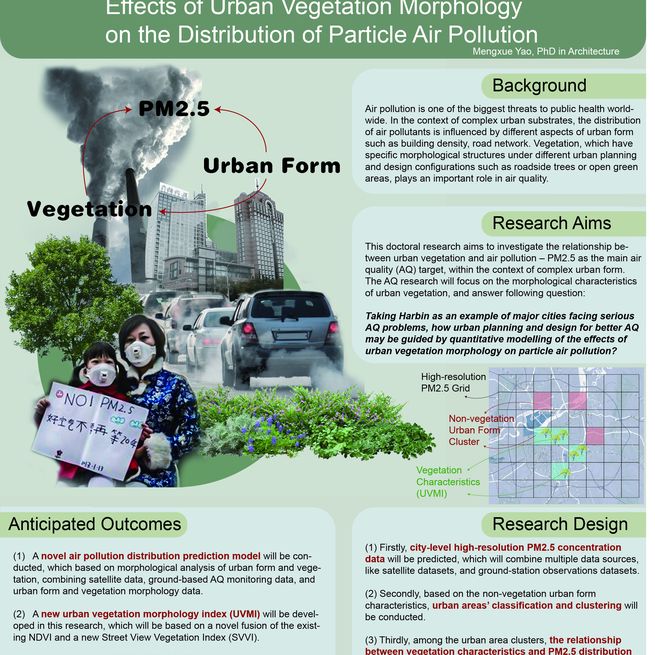 Effects of Urban Vegetation Morphology
on the Distribution of Particle Air Pollution
Mengxue Yao, PhD in Architecture
PM2.5
Urban Form
Vegetation
NO! PM2.5
Background
Air pollution is one of the biggest threats to public health world-
wide. In the context of complex urban substrates, the distribution
of air pollutants is influenced by different aspects of urban form
such as building density, road network. Vegetation, which have
specific morphological structures under different urban planning
and design configurations such as roadside trees or open green
areas, plays an important role in air quality.
Research Aims
This doctoral research aims to investigate the relationship be-
tween urban vegetation and air pollution – PM2.5 as the main air
quality (AQ) target, within the context of complex urban form.
The AQ research will focus on the morphological characteristics
of urban vegetation, and answer following question:
Taking Harbin as an example of major cities facing serious
AQ problems, how urban planning and design for better AQ
may be guided by quantitative modelling of the effects of
urban vegetation morphology on particle air pollution?
High-resolution
PM2.5 Grid
Non-vegetation
Urban Form
Cluster
Vegetation
Characteristics
(UVMI)
Anticipated Outcomes
(1) A novel air pollution distribution prediction model will be con-
ducted, which based on morphological analysis of urban form and vege-
tation, combining satellite data, ground-based AQ monitoring data, and
urban form and vegetation morphology data.
(2) A new urban vegetation morphology index (UVMI) will be devel-
oped in this research, which will be based on a novel fusion of the exist-
ing NDVI and a new Street View Vegetation Index (SVVI).
Research Design
(1) Firstly, city-level high-resolution PM2.5 concentration
data will be predicted, which will combine multiple data sources,
like satellite datasets, and ground-station observations datasets.
(2) Secondly, based on the non-vegetation urban form
characteristics, urban areas' classification and clustering will
be conducted.
(3) Thirdly, among the urban area clusters, the relationship
between vegetation characteristics and PM2.5 distribution